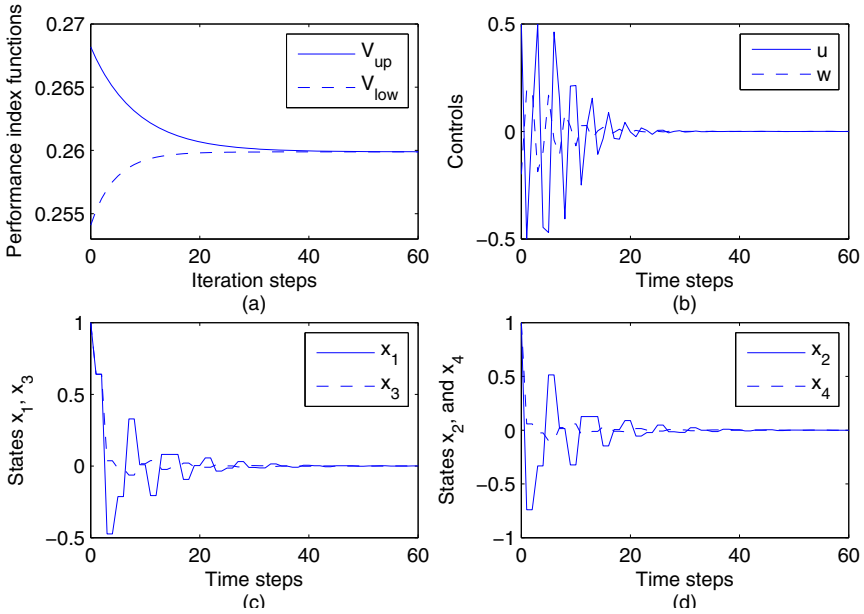 0.27
0.265
0.26
0.255
Performance index functions
V_up
V_low
0
20
40
60
Iteration steps
(a)
0.5
0
-0.5
Controls
u
w
0
20
40
60
Time steps
(b)
1
0.5
0
-0.5
States x_1, x_3
x_1
x_3
0
20
40
60
Time steps
(c)
1
0.5
0
-0.5
-1
States x_2, and x_4
x_2
x_4
0
20
40
60
Time steps
(d)